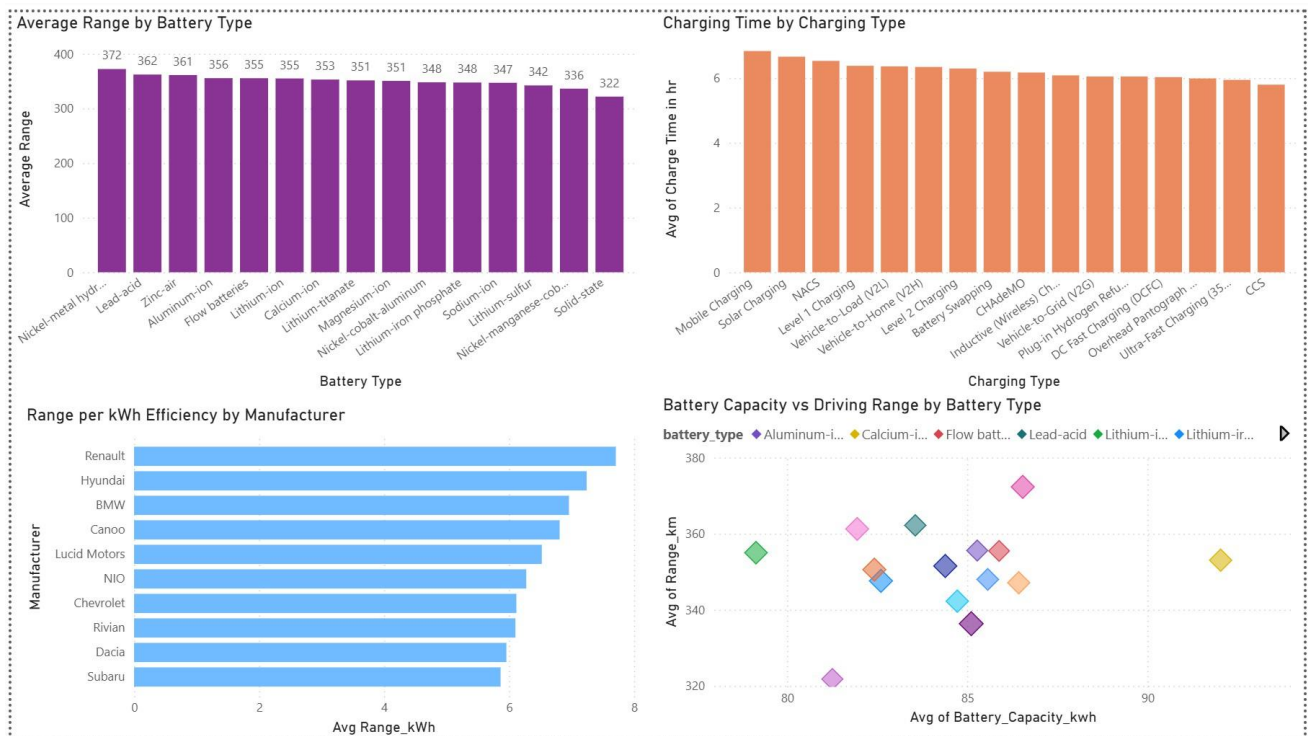 Average Range by Battery Type
Average Range
400
300
200
100
0
372
362
361
356
355
355
353
351
351
348
348
347
342
336
322
Nickel-metal hydr...
Lead-acid
Zinc-air
Aluminum-ion
Flow batteries
Lithium-ion
Calcium-ion
Lithium-titanate
Magnesium-ion
Nickel-cobalt-aluminum
Lithium-iron phosphate
Sodium-ion
Lithium-sulfur
Nickel-manganese-cob...
Solid-state
Battery Type
Charging Time by Charging Type
Avg of Charge Time in hr
6
4
2
0
Mobile Charging
Solar Charging
NACS
Level 1 Charging
Vehicle-to-Load (V2L)
Vehicle-to-Home (V2H)
Level 2 Charging
Battery Swapping
CHAdeMO
Inductive (Wireless) Ch...
Vehicle-to-Grid (V2G)
Plug-in Hydrogen Refu...
DC Fast Charging (DCFC)
Overhead Pantograph ...
Ultra-Fast Charging (35...
CCS
Charging Type
Range per kWh Efficiency by Manufacturer
Manufacturer
Renault
Hyundai
BMW
Canoo
Lucid Motors
NIO
Chevrolet
Rivian
Dacia
Subaru
0
2
4
6
8
Avg Range_kWh
Battery Capacity vs Driving Range by Battery Type
battery_type Aluminum-i... Calcium-i... Flow batt... Lead-acid Lithium-i... Lithium-ir...
Avg of Range_km
380
360
340
320
80
85
90
Avg of Battery_Capacity_kwh